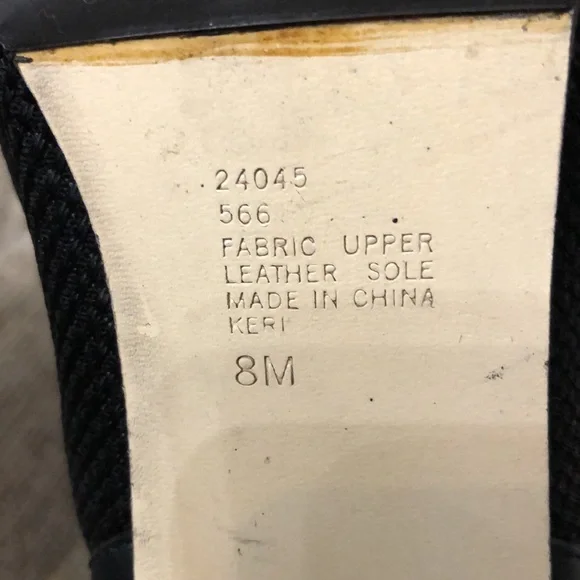 24045
566
FABRIC UPPER
LEATHER SOLE
MADE IN CHINA
KERI
8M